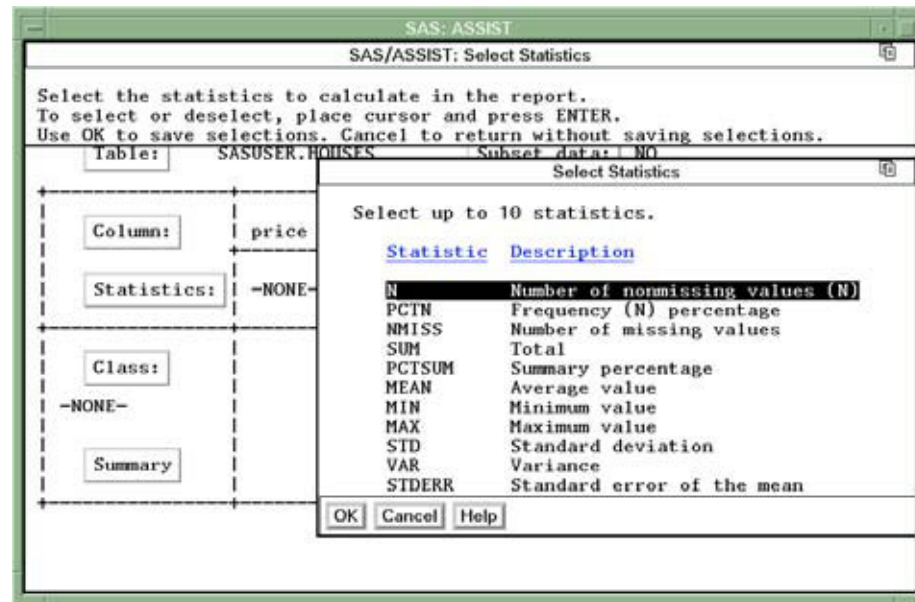 SAS: ASSIST
SAS/ASSIST: Select Statistics
Select the statistics to calculate in the report.
To select or deselect, place cursor and press ENTER.
Use OK to save selections. Cancel to return without saving selections.
Table: SASUSER.HOUSES Subset data: NO
Select Statistics
Select up to 10 statistics.
Column: price
Statistic Description
Statistics: -NONE-
N Number of nonmissing values (N)
PCTN Frequency (N) percentage
NMISS Number of missing values
SUM Total
Class:
PCTSUM Summary percentage
MEAN Average value
-NONE-
MIN Minimum value
MAX Maximum value
STD Standard deviation
Summary
VAR Variance
STDERR Standard error of the mean
OK Cancel Help